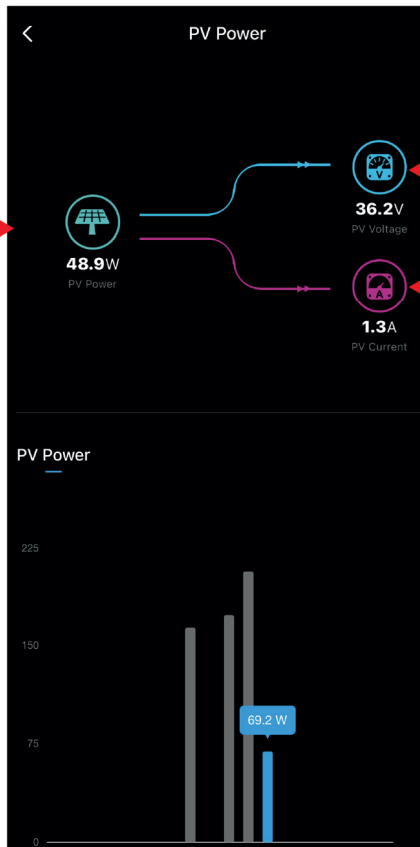 PV Power
V
36.2V
PV Voltage
48.9W
PV Power
A
1.3A
PV Current
PV Power
225
150
69.2 W
75
0